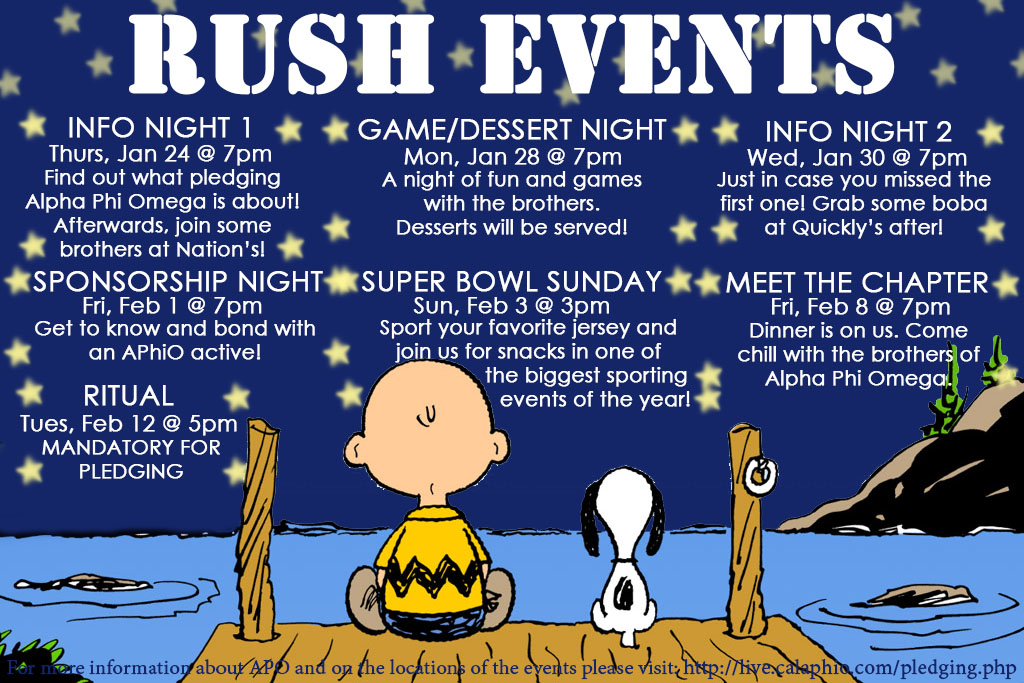 RUSH EVENTS
INFO NIGHT 1
Thurs, Jan 24 @ 7pm
Find out what pledging
Alpha Phi Omega is about!
Afterwards, join some
brothers at Nation's!
GAME/DESSERT NIGHT
Mon, Jan 28 @ 7pm
A night of fun and games
with the brothers.
Desserts will be served!
INFO NIGHT 2
Wed, Jan 30 @ 7pm
Just in case you missed the
first one! Grab some boba
at Quickly's after!
SPONSORSHIP NIGHT
Fri, Feb 1 @ 7pm
Get to know and bond with
an APhiO active!
SUPER BOWL SUNDAY
Sun, Feb 3 @ 3pm
Sport your favorite jersey and
join us for snacks in one of
the biggest sporting
events of the year!
MEET THE CHAPTER
Fri, Feb 8 @ 7pm
Dinner is on us. Come
chill with the brothers of
Alpha Phi Omega.
RITUAL
Tues, Feb 12 @ 5pm
MANDATORY FOR
PLEDGING
For more information about APO and on the locations of the events please visit: http://live.calaphio.com/pledging.php